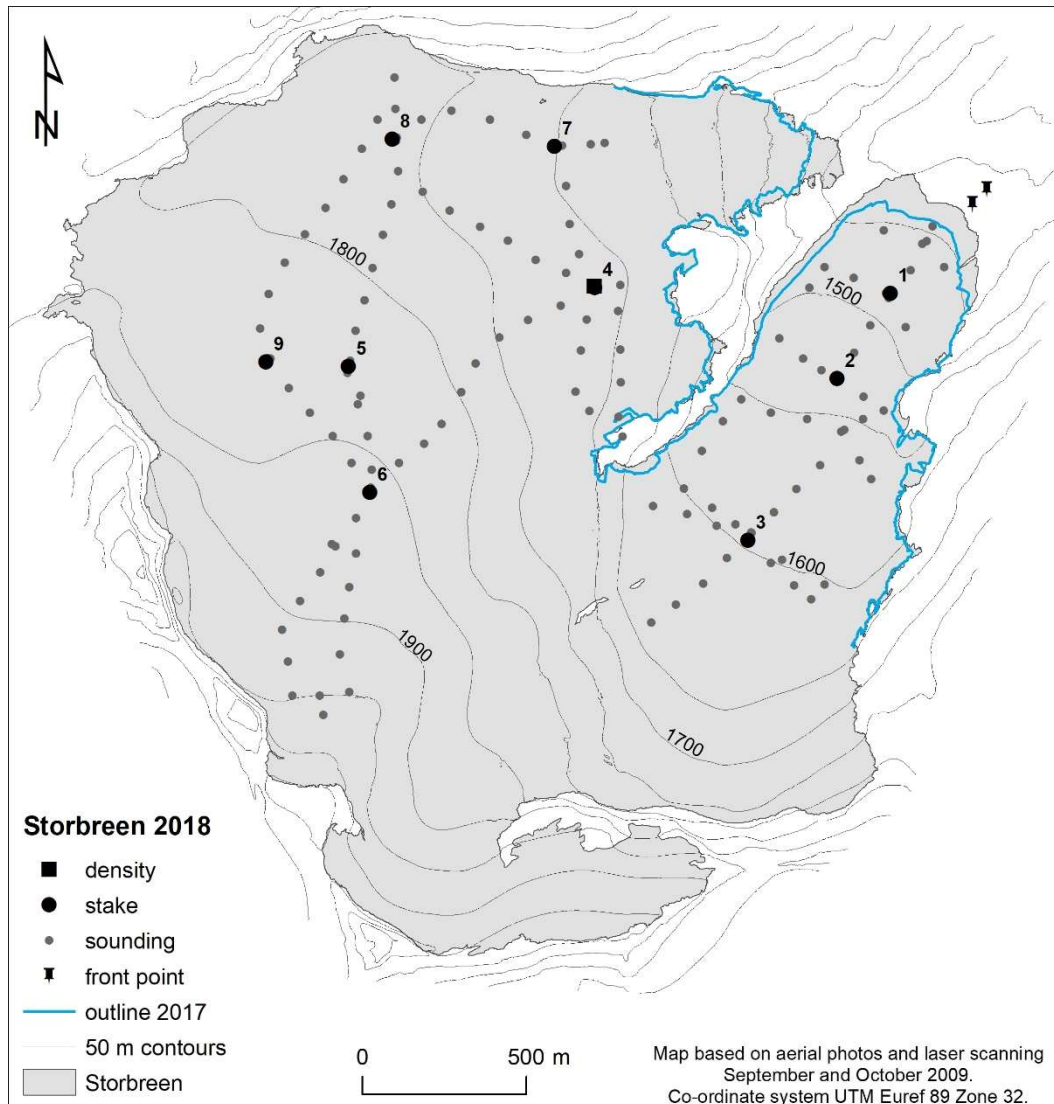 N
8
7
1800
4
1
1500
9
5
2
6
3
1600
1900
1700
Storbreen 2018
density
stake
sounding
front point
outline 2017
50 m contours
Storbreen
0 500 m
Map based on aerial photos and laser scanning
September and October 2009.
Co-ordinate system UTM Euref 89 Zone 32.